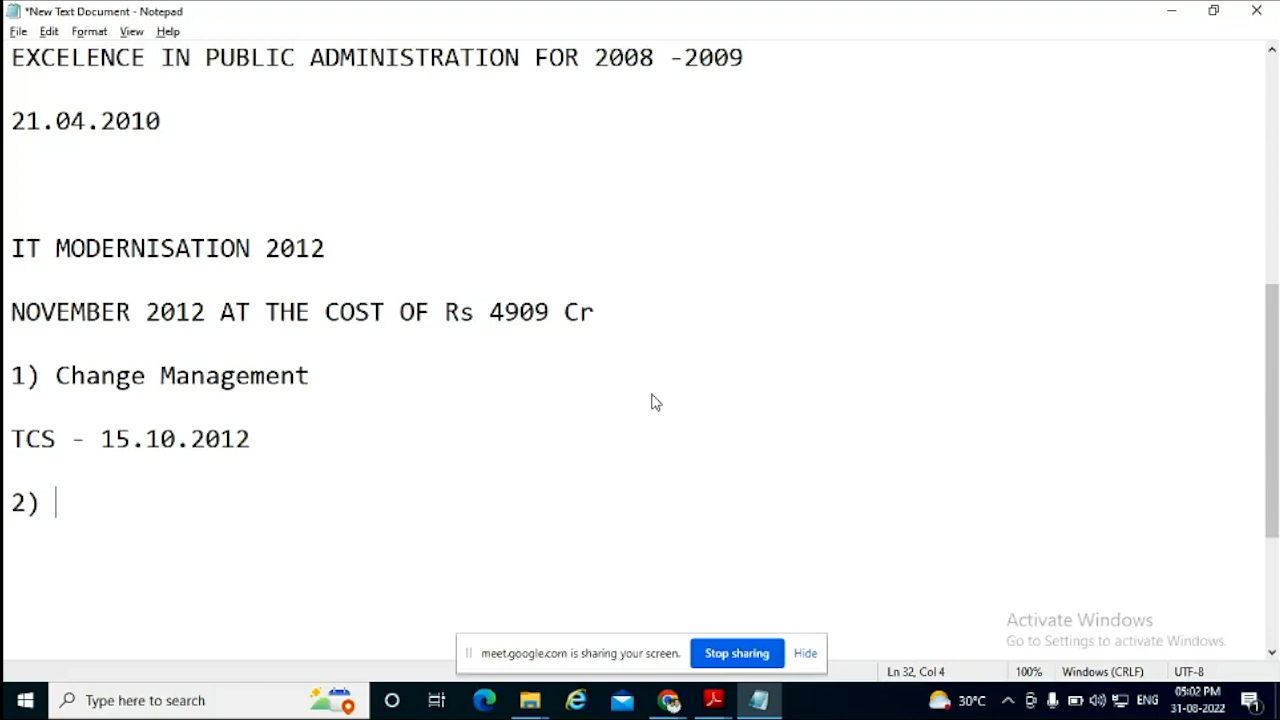 *New Text Document - Notepad
File Edit Format View Help
EXCELENCE IN PUBLIC ADMINISTRATION FOR 2008 -2009
21.04.2010
IT MODERNISATION 2012
NOVEMBER 2012 AT THE COST OF Rs 4909 Cr
1) Change Management
TCS - 15.10.2012
2)
Activate Windows
Go to Settings to activate Windows.
meet.google.com is sharing your screen. Stop sharing Hide
Ln 32, Col 4 100% Windows (CRLF) UTF-8
Type here to search 30°C ENG 05:02 PM
31-08-2022
1